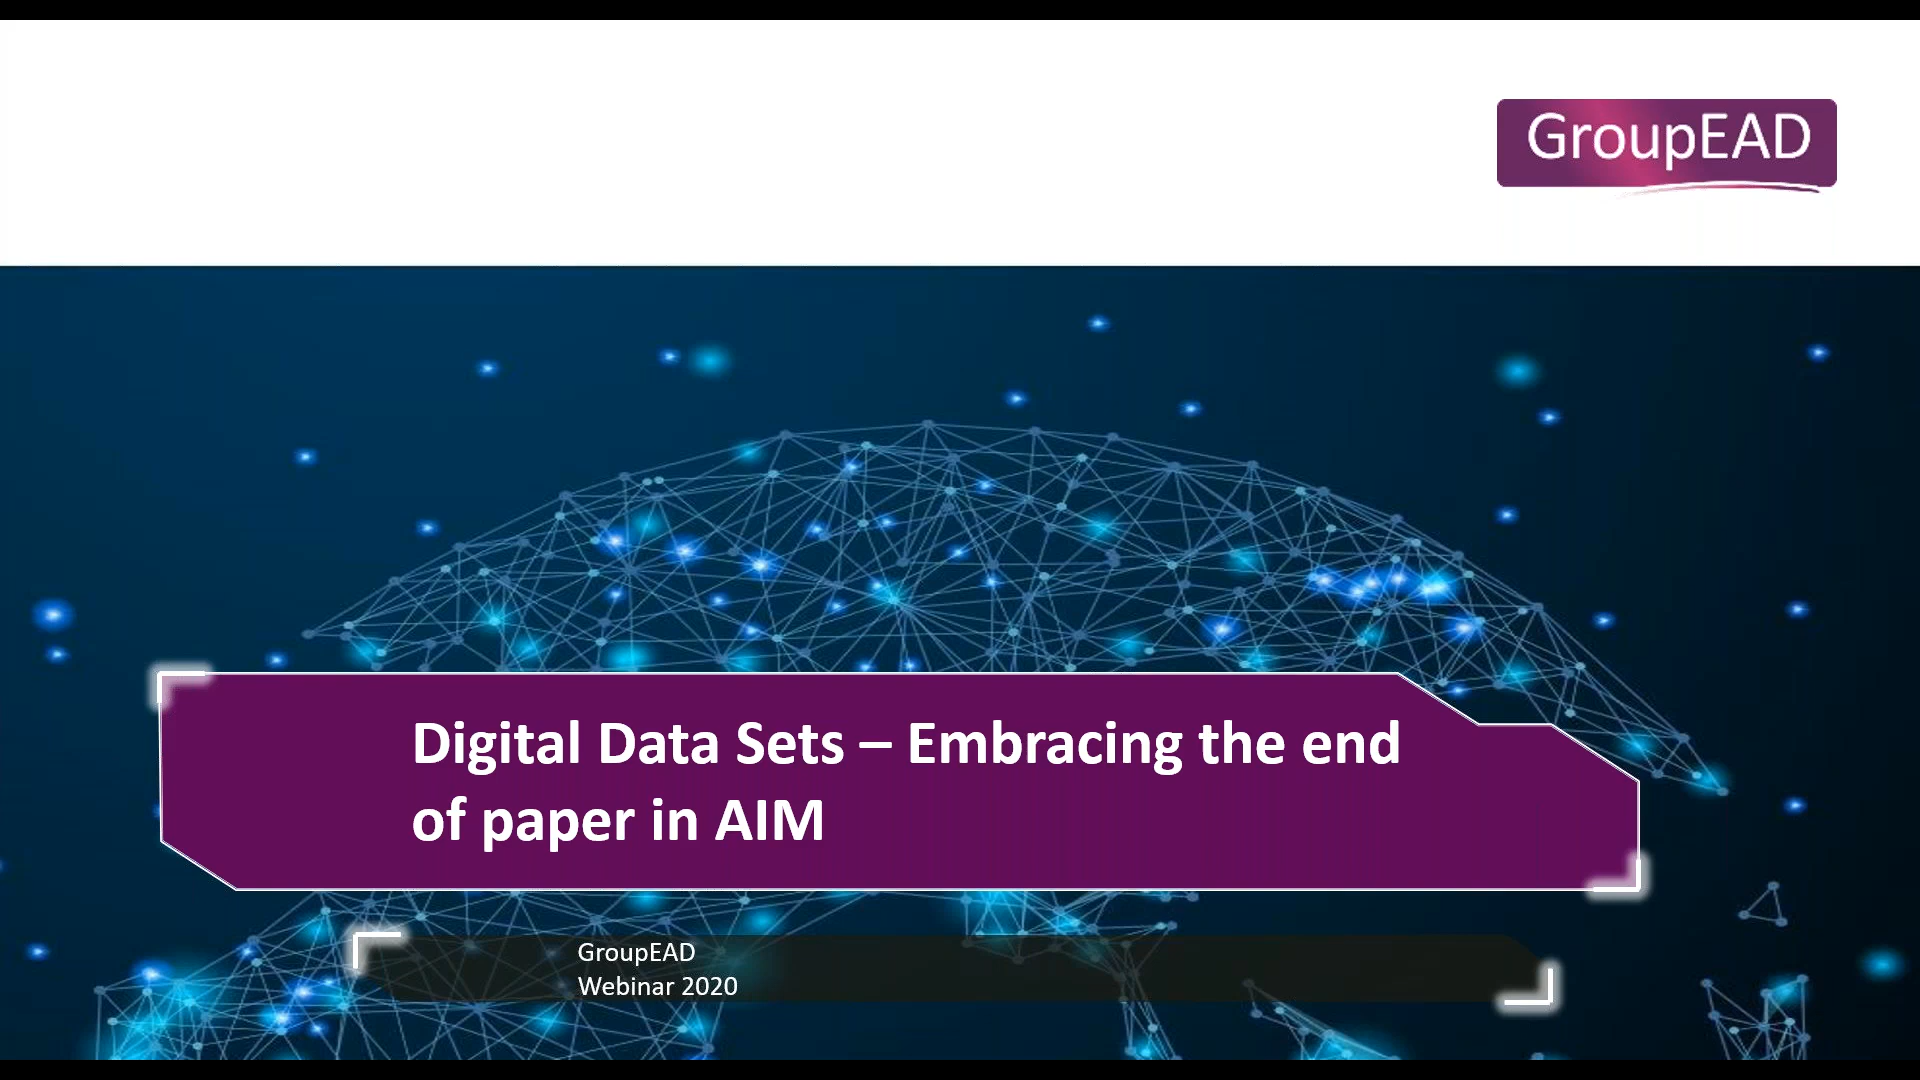 GroupEAD
Digital Data Sets – Embracing the end
of paper in AIM
GroupEAD
Webinar 2020